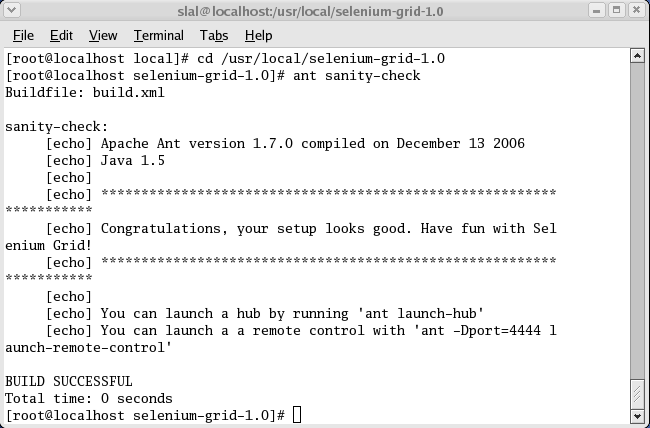 slal@localhost:/usr/local/selenium-grid-1.0
File Edit View Terminal Tabs Help
[root@localhost local]# cd /usr/local/selenium-grid-1.0
[root@localhost selenium-grid-1.0]# ant sanity-check
Buildfile: build.xml

sanity-check:
     [echo] Apache Ant version 1.7.0 compiled on December 13 2006
     [echo] Java 1.5
     [echo]
     [echo] *********************************************************
***********
     [echo] Congratulations, your setup looks good. Have fun with Sel
enium Grid!
     [echo] *********************************************************
***********
     [echo]
     [echo] You can launch a hub by running 'ant launch-hub'
     [echo] You can launch a a remote control with 'ant -Dport=4444 l
aunch-remote-control'

BUILD SUCCESSFUL
Total time: 0 seconds
[root@localhost selenium-grid-1.0]#